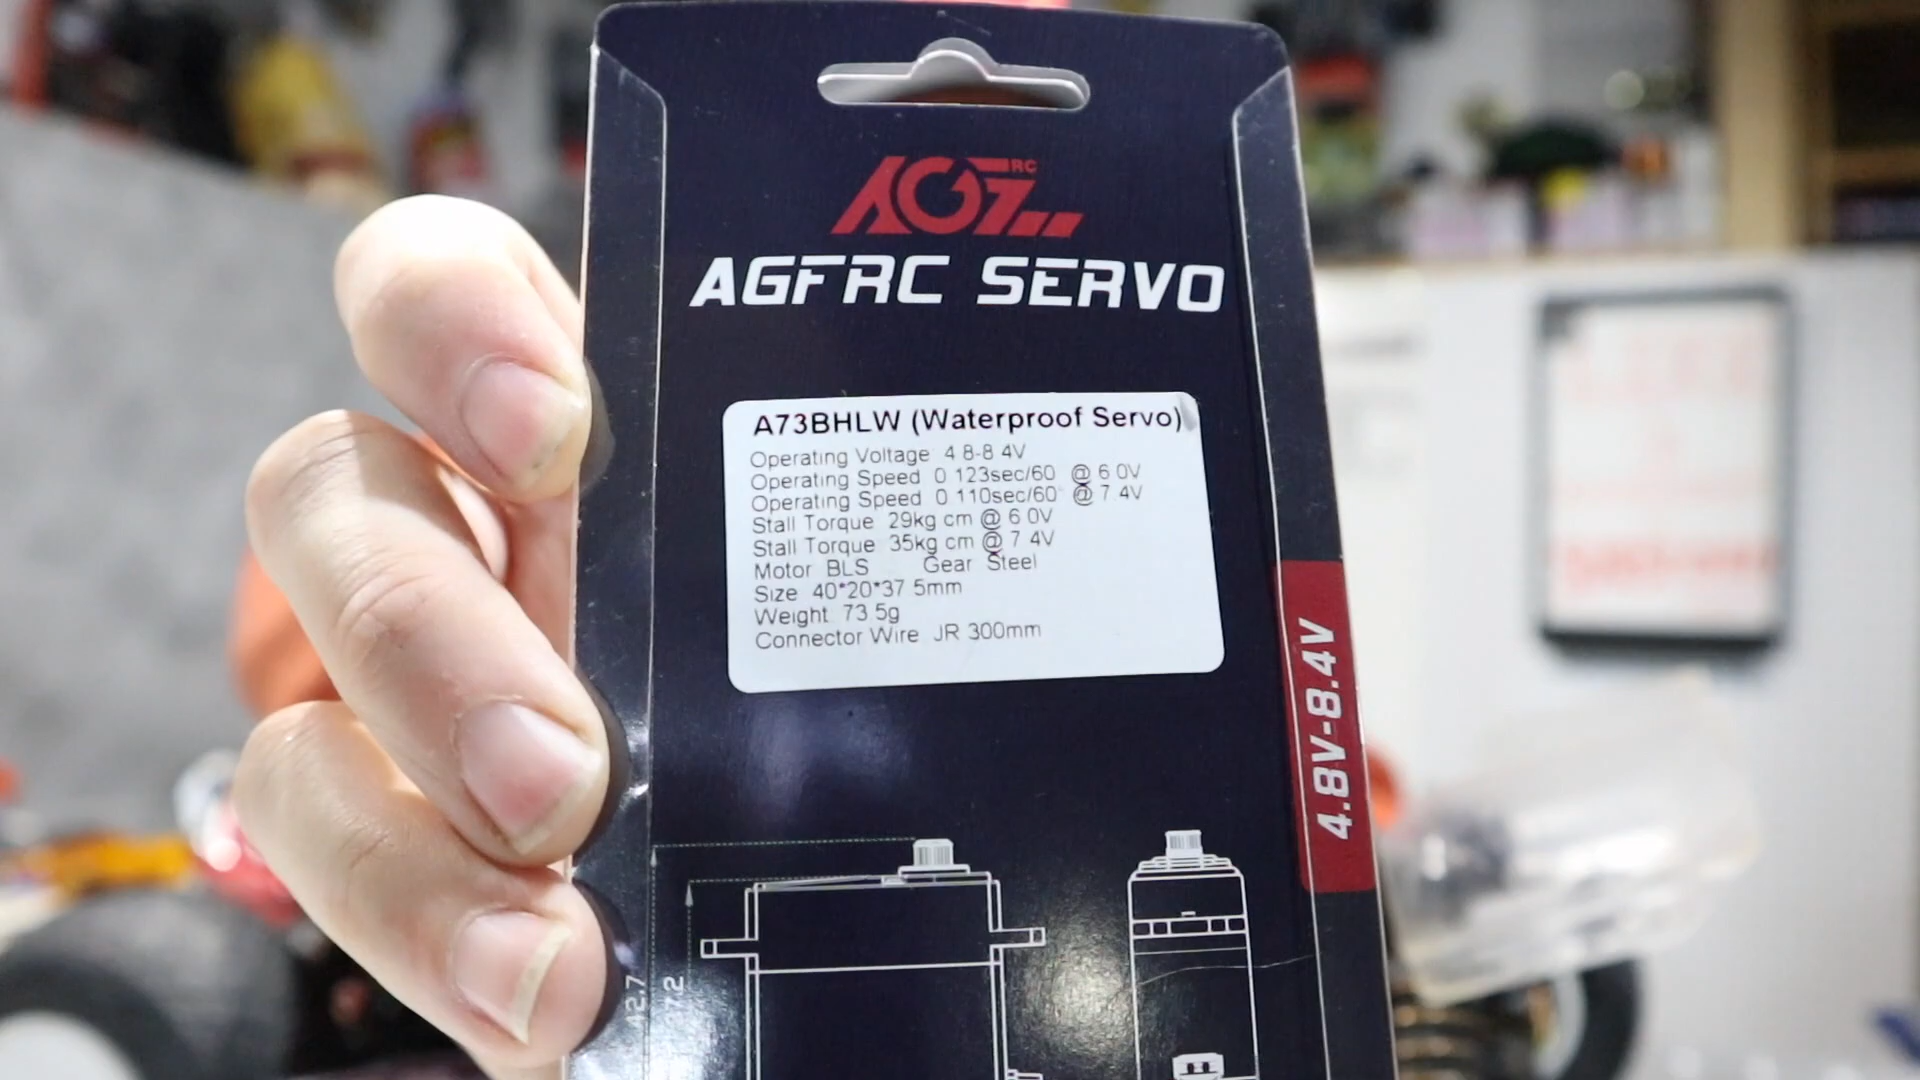 AGF RC
AGFRC SERVO
A73BHLW (Waterproof Servo)
Operating Voltage 4.8-8.4V
Operating Speed 0.123sec/60° @ 6.0V
Operating Speed 0.110sec/60° @ 7.4V
Stall Torque 29kg.cm @ 6.0V
Stall Torque 35kg.cm @ 7.4V
Motor BLS Gear Steel
Size 40*20*37.5mm
Weight 73.5g
Connector Wire JR 300mm
4.8V-8.4V